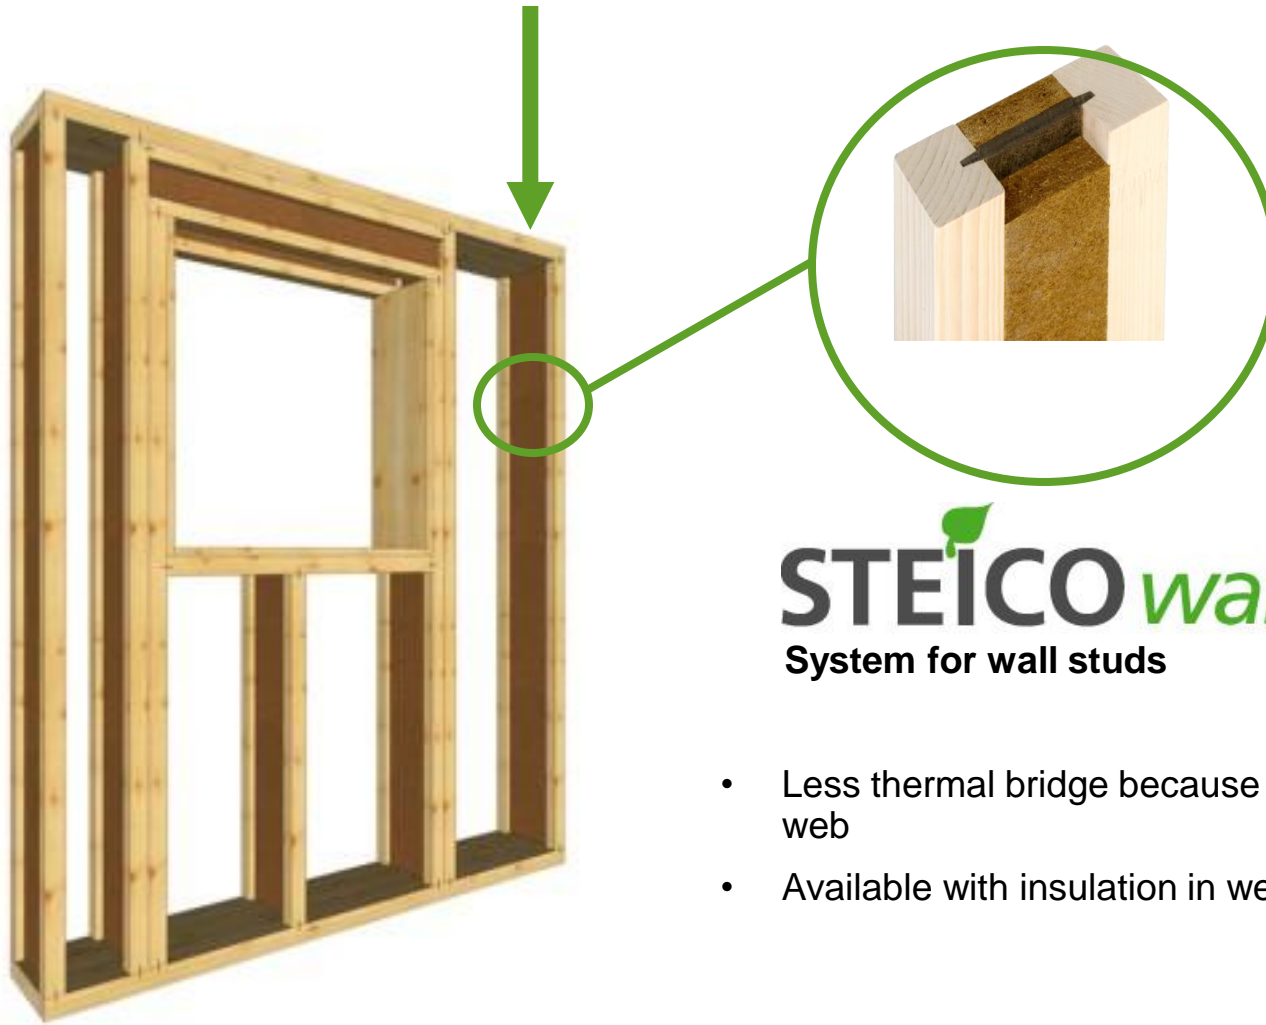 STEICO
System for wall studs
• Less thermal bridge because
web
• Available with insulation in